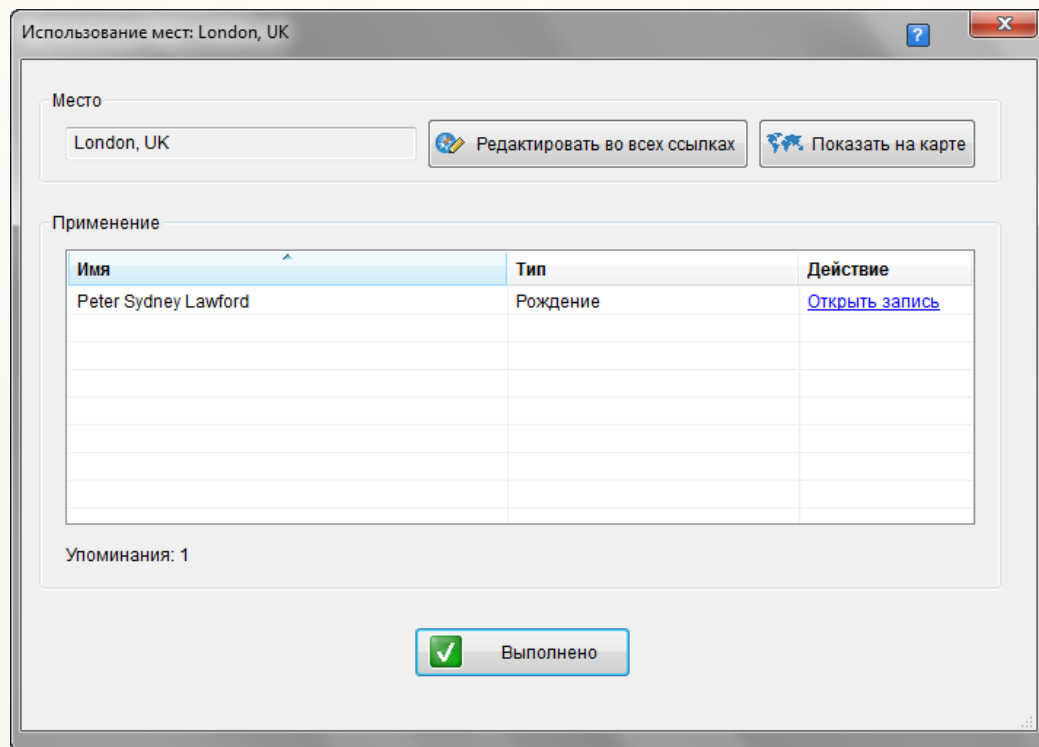 Использование мест: London, UK
?
Место
London, UK
Редактировать во всех ссылках
Показать на карте
Применение
Имя Тип Действие
Peter Sydney Lawford Рождение Открыть запись
Упоминания: 1
Выполнено